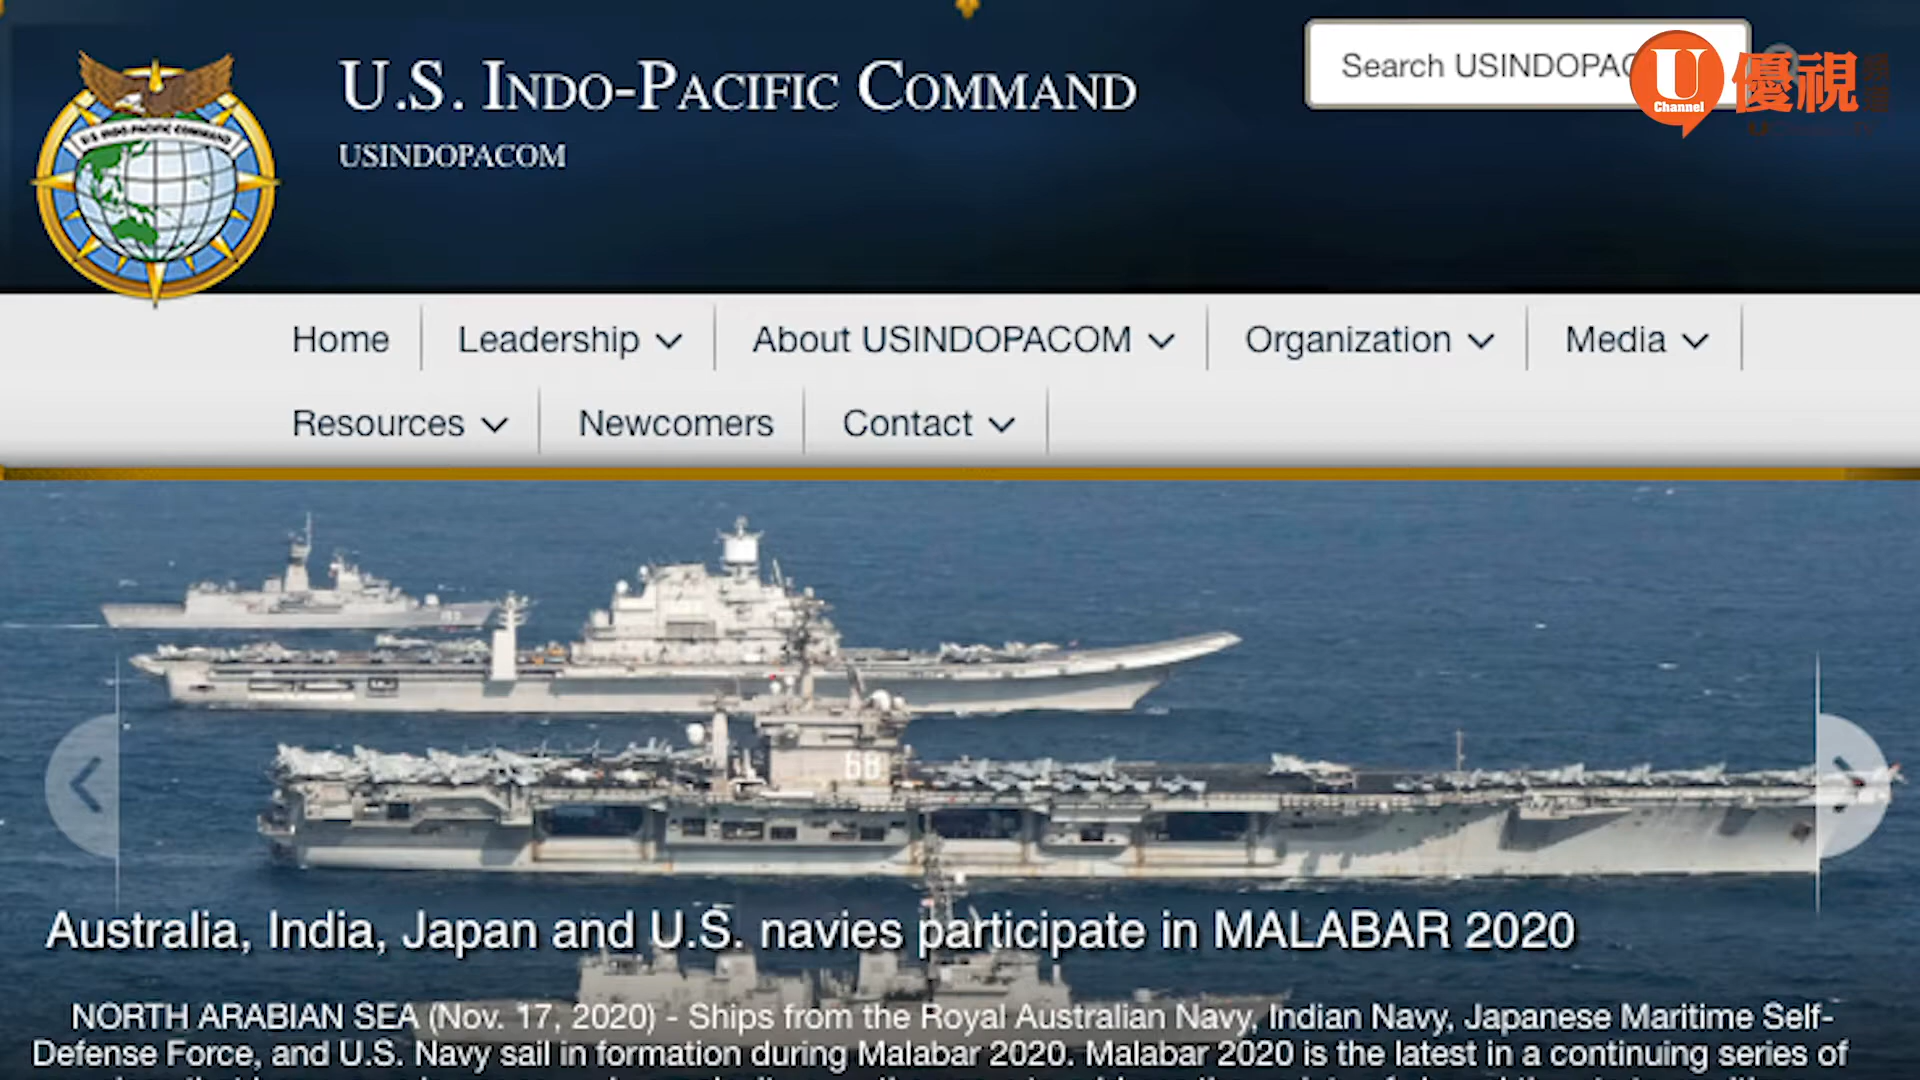 U.S. INDO-PACIFIC COMMAND
USINDOPACOM
Search USINDOPAC
U
Channel
優視
U.S. INDO-PACIFIC COMMAND
Home
Leadership
About USINDOPACOM
Organization
Media
Resources
Newcomers
Contact
68
Australia, India, Japan and U.S. navies participate in MALABAR 2020
NORTH ARABIAN SEA (Nov. 17, 2020) - Ships from the Royal Australian Navy, Indian Navy, Japanese Maritime Self-
Defense Force, and U.S. Navy sail in formation during Malabar 2020. Malabar 2020 is the latest in a continuing series of